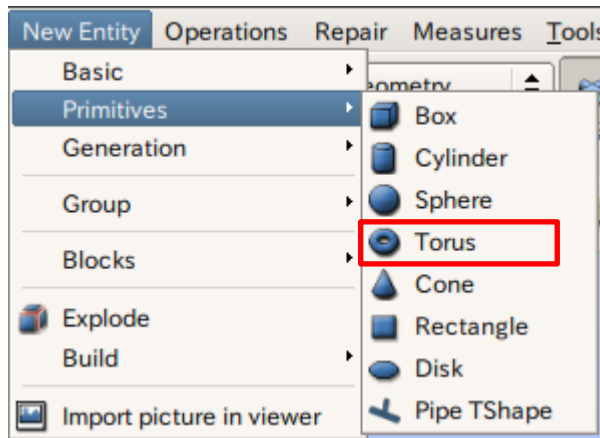 New Entity Operations Repair Measures Tools
Basic
Primitives
Generation
Group
Blocks
Explode
Build
Import picture in viewer
Box
Cylinder
Sphere
Torus
Cone
Rectangle
Disk
Pipe TShape